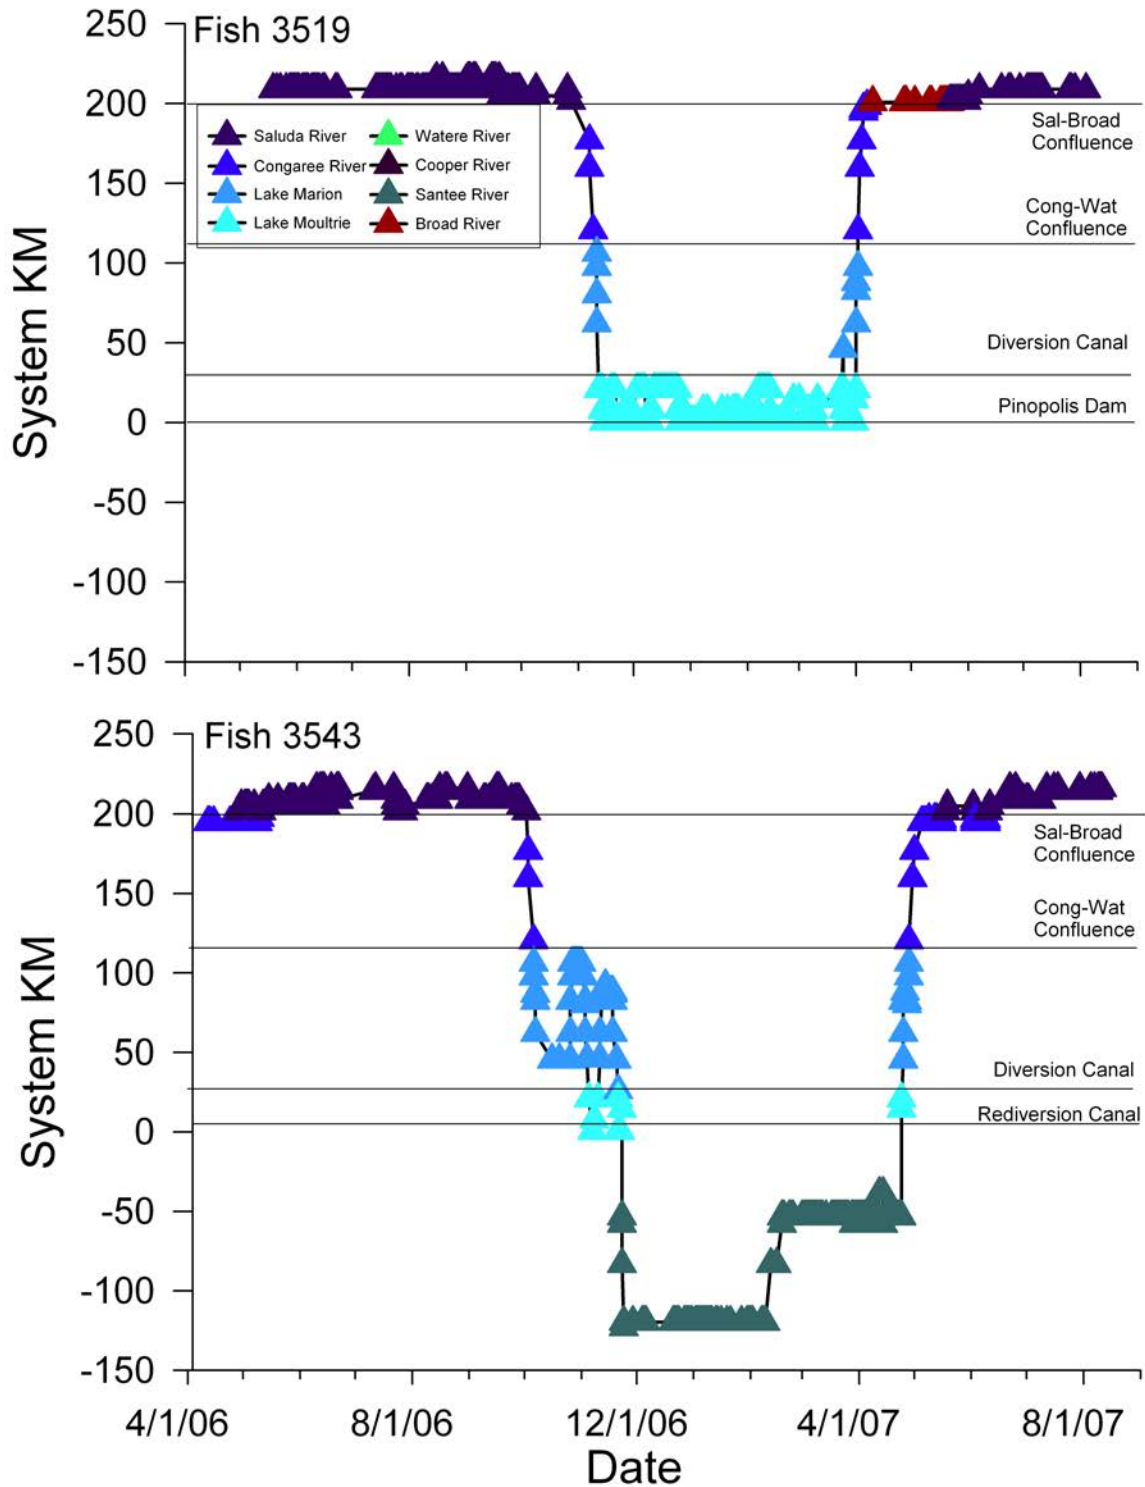 Fish 3519
250
200
150
100
50
0
-50
-100
-150
System KM
Saluda River
Congaree River
Lake Marion
Lake Moultrie
Watere River
Cooper River
Santee River
Broad River
Sal-Broad
Confluence
Cong-Wat
Confluence
Diversion Canal
Pinopolis Dam
Fish 3543
250
200
150
100
50
0
-50
-100
-150
System KM
Sal-Broad
Confluence
Cong-Wat
Confluence
Diversion Canal
Rediversion Canal
4/1/06 8/1/06 12/1/06 4/1/07 8/1/07
Date